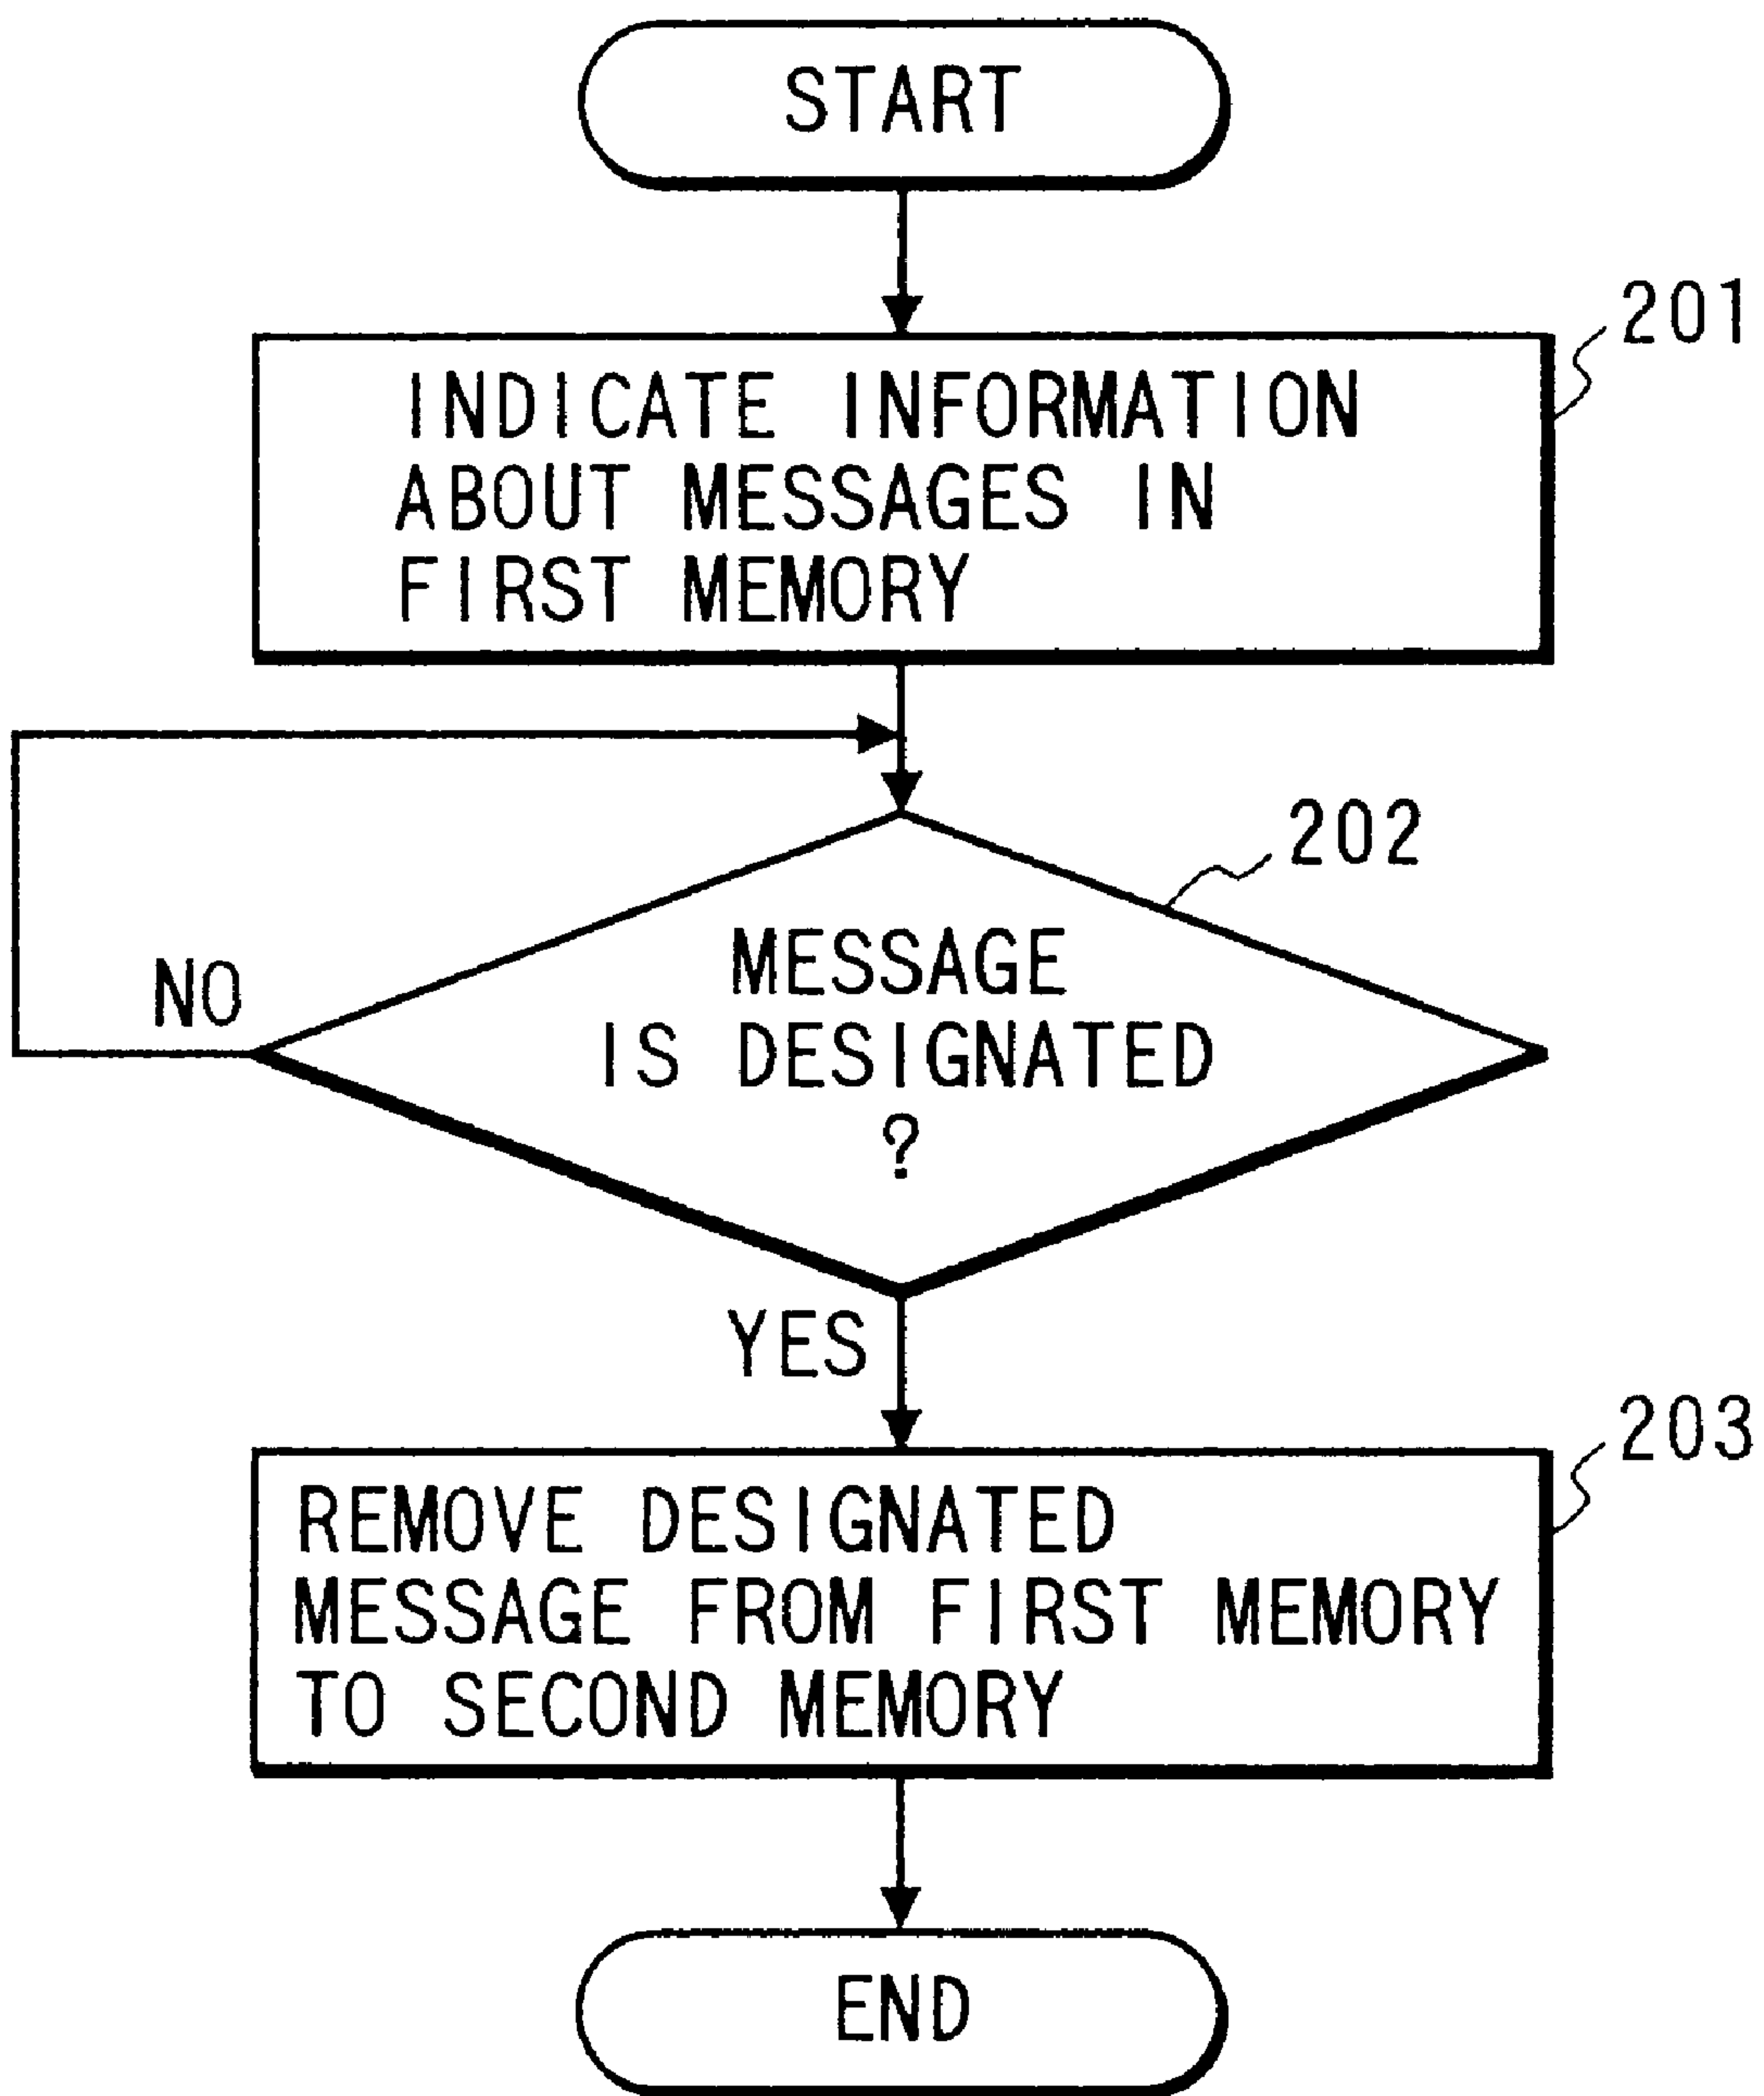 START
201
INDICATE INFORMATION
ABOUT MESSAGES IN
FIRST MEMORY
202
MESSAGE
IS DESIGNATED
?
NO
YES
203
REMOVE DESIGNATED
MESSAGE FROM FIRST MEMORY
TO SECOND MEMORY
END